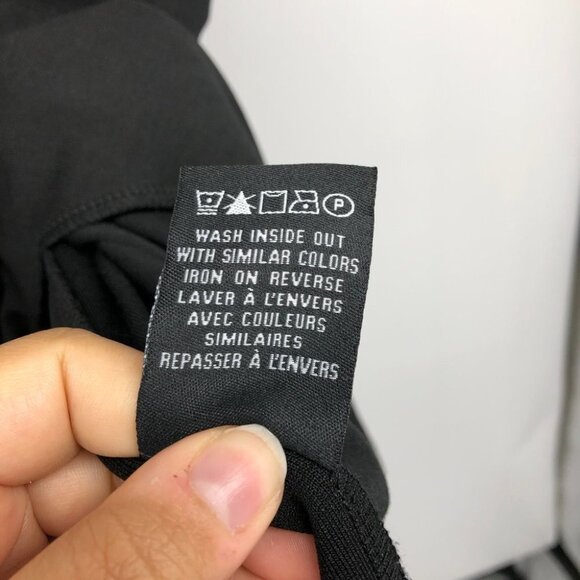 P
WASH INSIDE OUT
WITH SIMILAR COLORS
IRON ON REVERSE
LAVER À L'ENVERS
AVEC COULEURS
SIMILAIRES
REPASSER À L'ENVERS